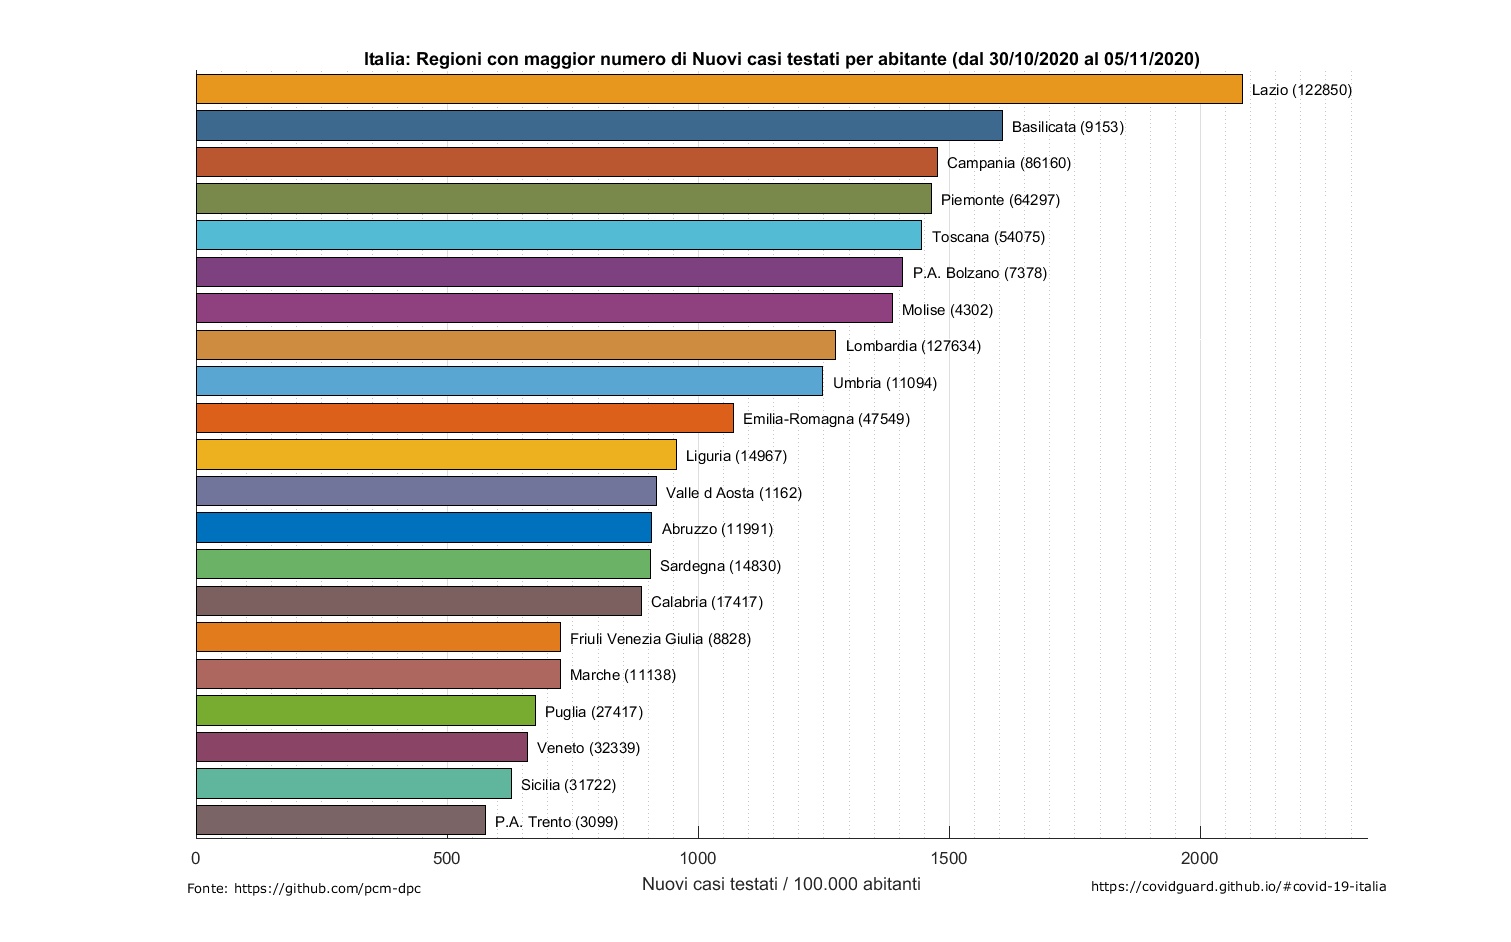 Italia: Regioni con maggior numero di Nuovi casi testati per abitante (dal 30/10/2020 al 05/11/2020)
Lazio (122850)
Basilicata (9153)
Campania (86160)
Piemonte (64297)
Toscana (54075)
P.A. Bolzano (7378)
Molise (4302)
Lombardia (127634)
Umbria (11094)
Emilia-Romagna (47549)
Liguria (14967)
Valle d Aosta (1162)
Abruzzo (11991)
Sardegna (14830)
Calabria (17417)
Friuli Venezia Giulia (8828)
Marche (11138)
Puglia (27417)
Veneto (32339)
Sicilia (31722)
P.A. Trento (3099)
0 500 1000 1500 2000
Nuovi casi testati / 100.000 abitanti
Fonte: https://github.com/pcm-dpc
https://covidguard.github.io/#covid-19-italia